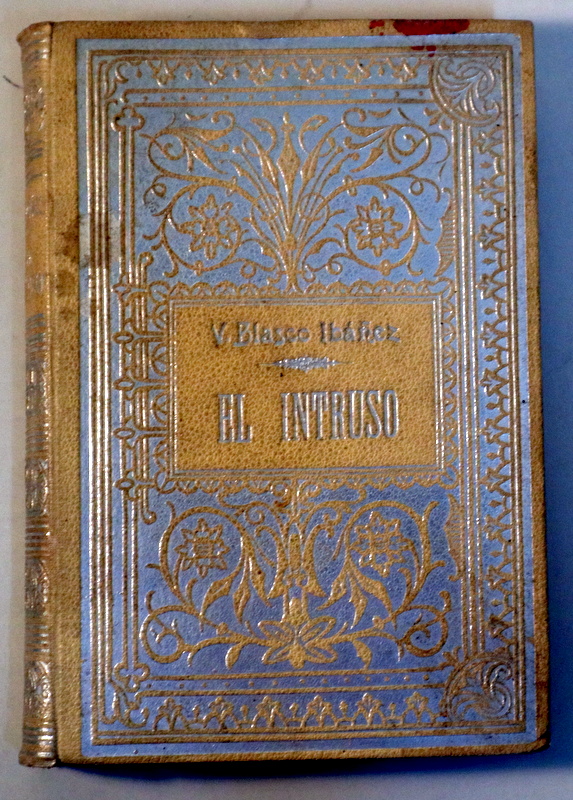 V. Blasco Ibáñez
EL INTRUSO